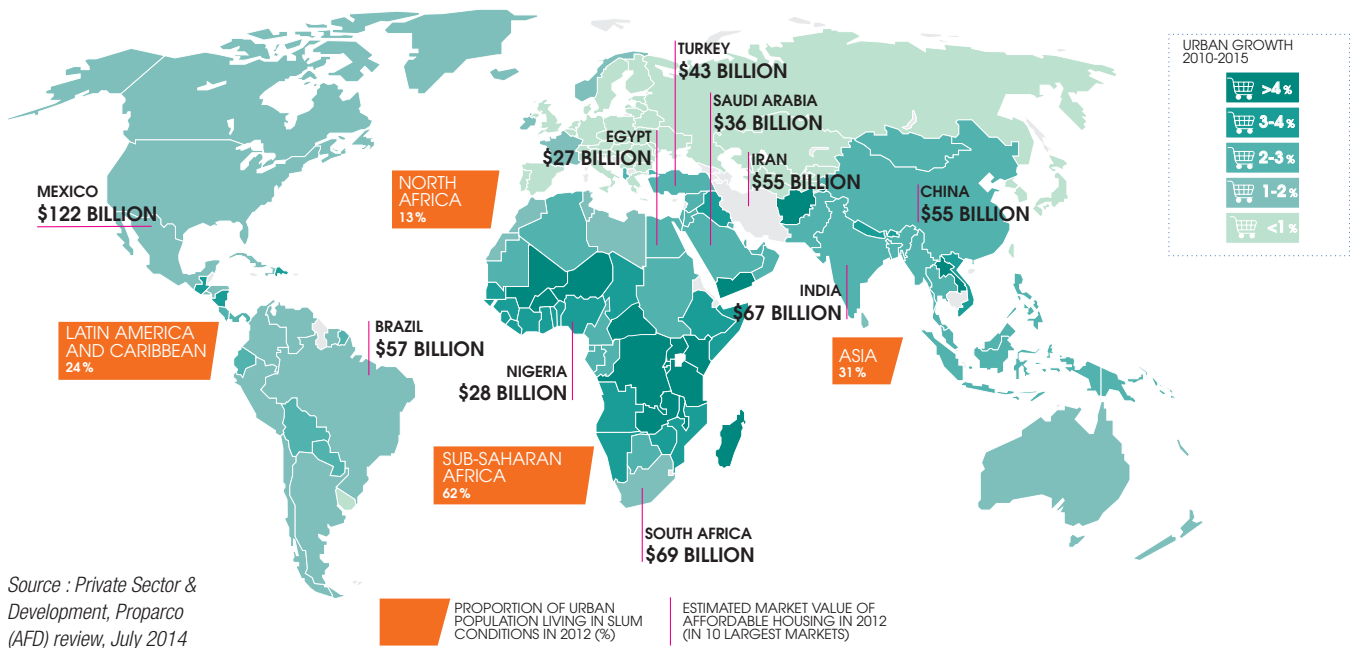 TURKEY
$43 BILLION
SAUDI ARABIA
$36 BILLION
EGYPT
$27 BILLION
IRAN
$55 BILLION
CHINA
$55 BILLION
MEXICO
$122 BILLION
NORTH
AFRICA
13%
INDIA
$67 BILLION
LATIN AMERICA
AND CARIBBEAN
24%
BRAZIL
$57 BILLION
NIGERIA
$28 BILLION
ASIA
31%
SUB-SAHARAN
AFRICA
62%
SOUTH AFRICA
$69 BILLION
URBAN GROWTH
2010-2015
>4%
3-4%
2-3%
1-2%
<1%
Source : Private Sector &
Development, Proparco
(AFD) review, July 2014
PROPORTION OF URBAN
POPULATION LIVING IN SLUM
CONDITIONS IN 2012 (%)
ESTIMATED MARKET VALUE OF
AFFORDABLE HOUSING IN 2012
(IN 10 LARGEST MARKETS)